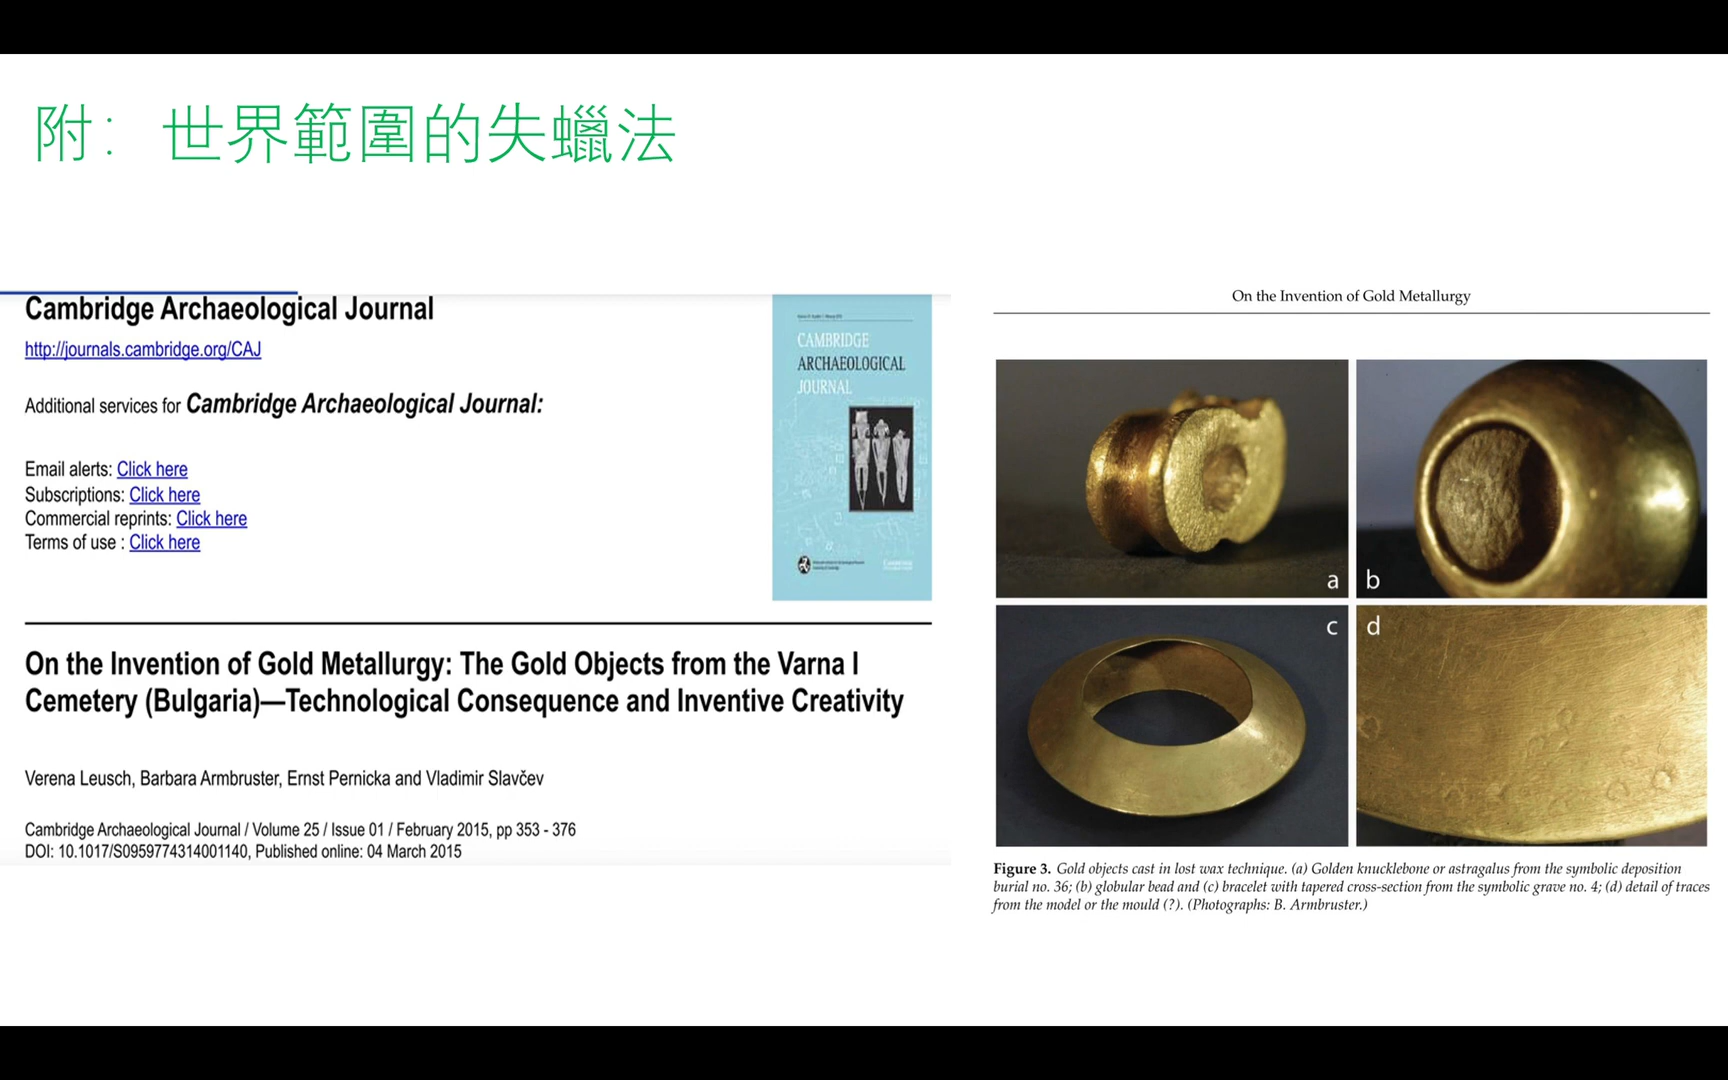 附：世界範圍的失蠟法
Cambridge Archaeological Journal
http://journals.cambridge.org/CAJ
Additional services for Cambridge Archaeological Journal:
Email alerts: Click here
Subscriptions: Click here
Commercial reprints: Click here
Terms of use : Click here
CAMBRIDGE
ARCHAEOLOGICAL
JOURNAL
On the Invention of Gold Metallurgy: The Gold Objects from the Varna I
Cemetery (Bulgaria)—Technological Consequence and Inventive Creativity
Verena Leusch, Barbara Armbruster, Ernst Pernicka and Vladimir Slavčev
Cambridge Archaeological Journal / Volume 25 / Issue 01 / February 2015, pp 353 - 376
DOI: 10.1017/S0959774314001140, Published online: 04 March 2015
On the Invention of Gold Metallurgy
a
b
c
d
Figure 3. Gold objects cast in lost wax technique. (a) Golden knucklebone or astragalus from the symbolic deposition
burial no. 36; (b) globular bead and (c) bracelet with tapered cross-section from the symbolic grave no. 4; (d) detail of traces
from the model or the mould (?). (Photographs: B. Armbruster.)